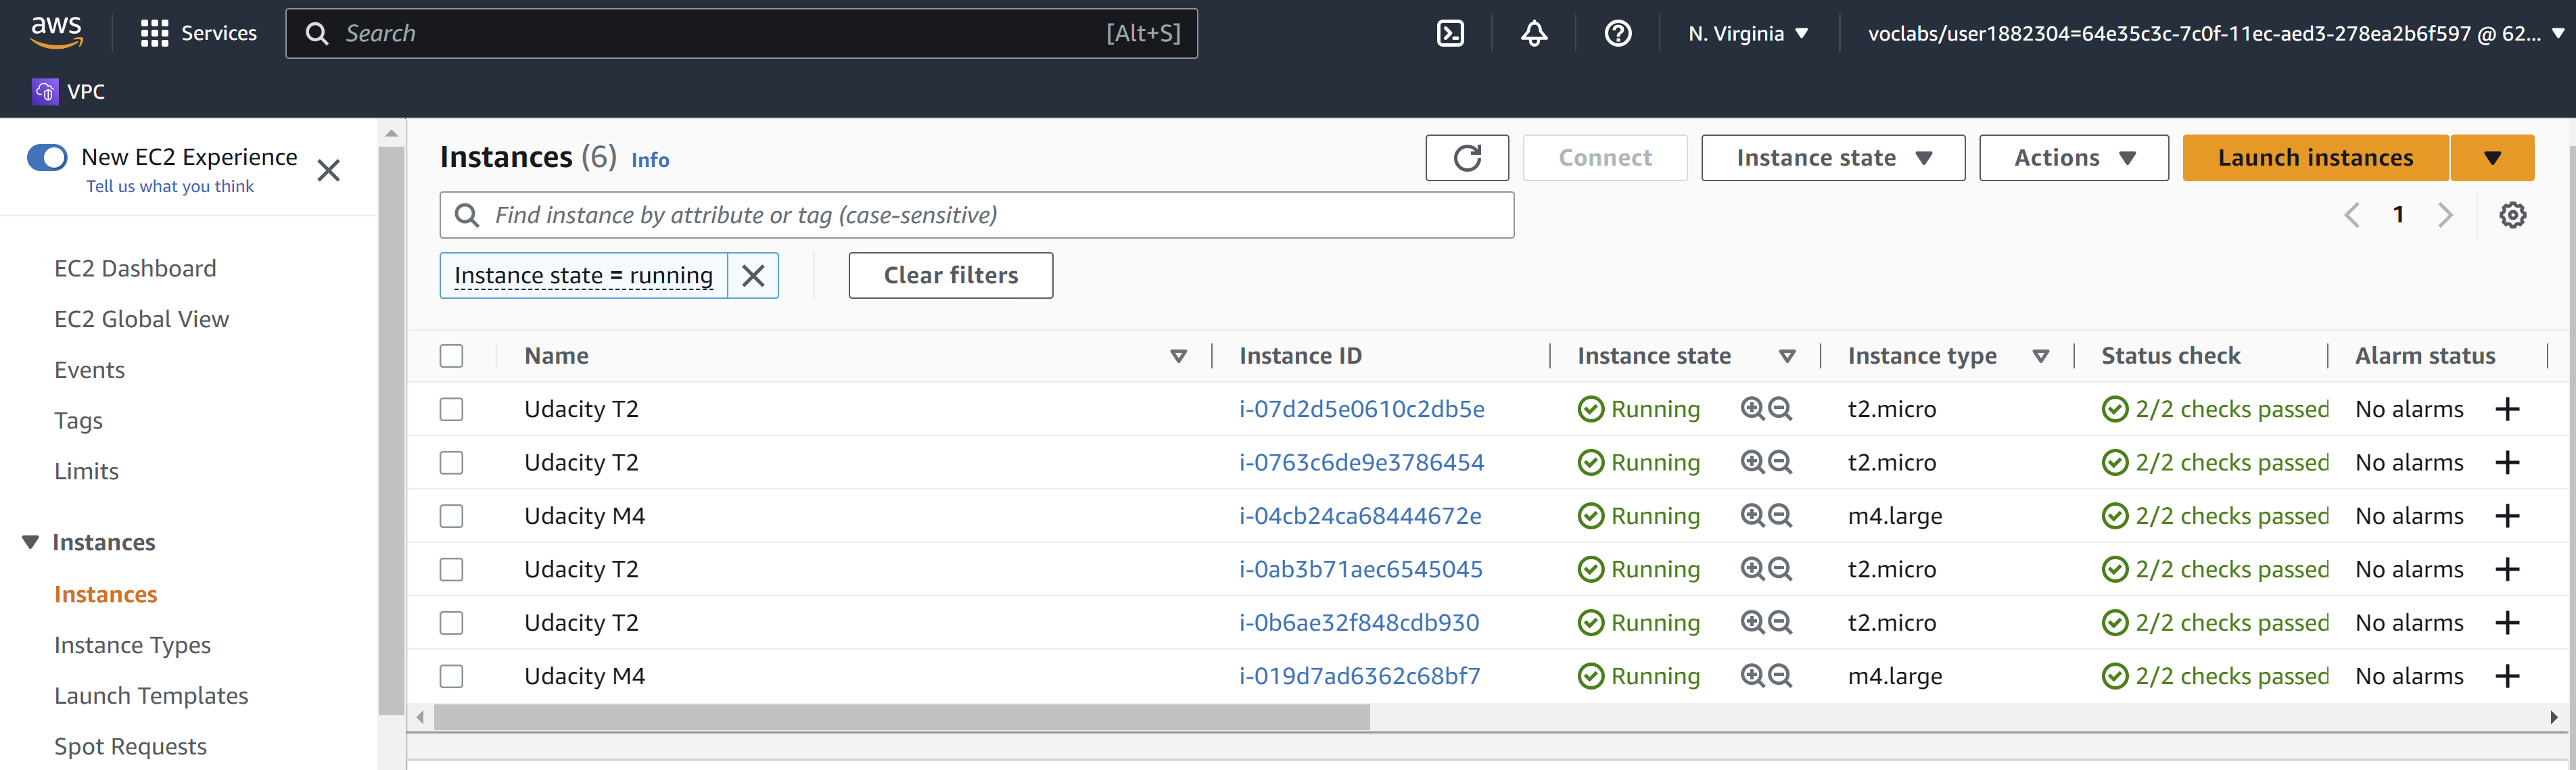 aws
Services
Search
[Alt+S]
N. Virginia
voclabs/user1882304=64e35c3c-7c0f-11ec-aed3-278ea2b6f597 @ 62...
VPC
New EC2 Experience
Tell us what you think
EC2 Dashboard
EC2 Global View
Events
Tags
Limits
Instances
Instances
Instance Types
Launch Templates
Spot Requests
Instances (6) Info
Connect
Instance state
Actions
Launch instances
Find instance by attribute or tag (case-sensitive)
1
Instance state = running
Clear filters
Name Instance ID Instance state Instance type Status check Alarm status
Udacity T2 i-07d2d5e0610c2db5e Running t2.micro 2/2 checks passed No alarms
Udacity T2 i-0763c6de9e3786454 Running t2.micro 2/2 checks passed No alarms
Udacity M4 i-04cb24ca68444672e Running m4.large 2/2 checks passed No alarms
Udacity T2 i-0ab3b71aec6545045 Running t2.micro 2/2 checks passed No alarms
Udacity T2 i-0b6ae32f848cdb930 Running t2.micro 2/2 checks passed No alarms
Udacity M4 i-019d7ad6362c68bf7 Running m4.large 2/2 checks passed No alarms